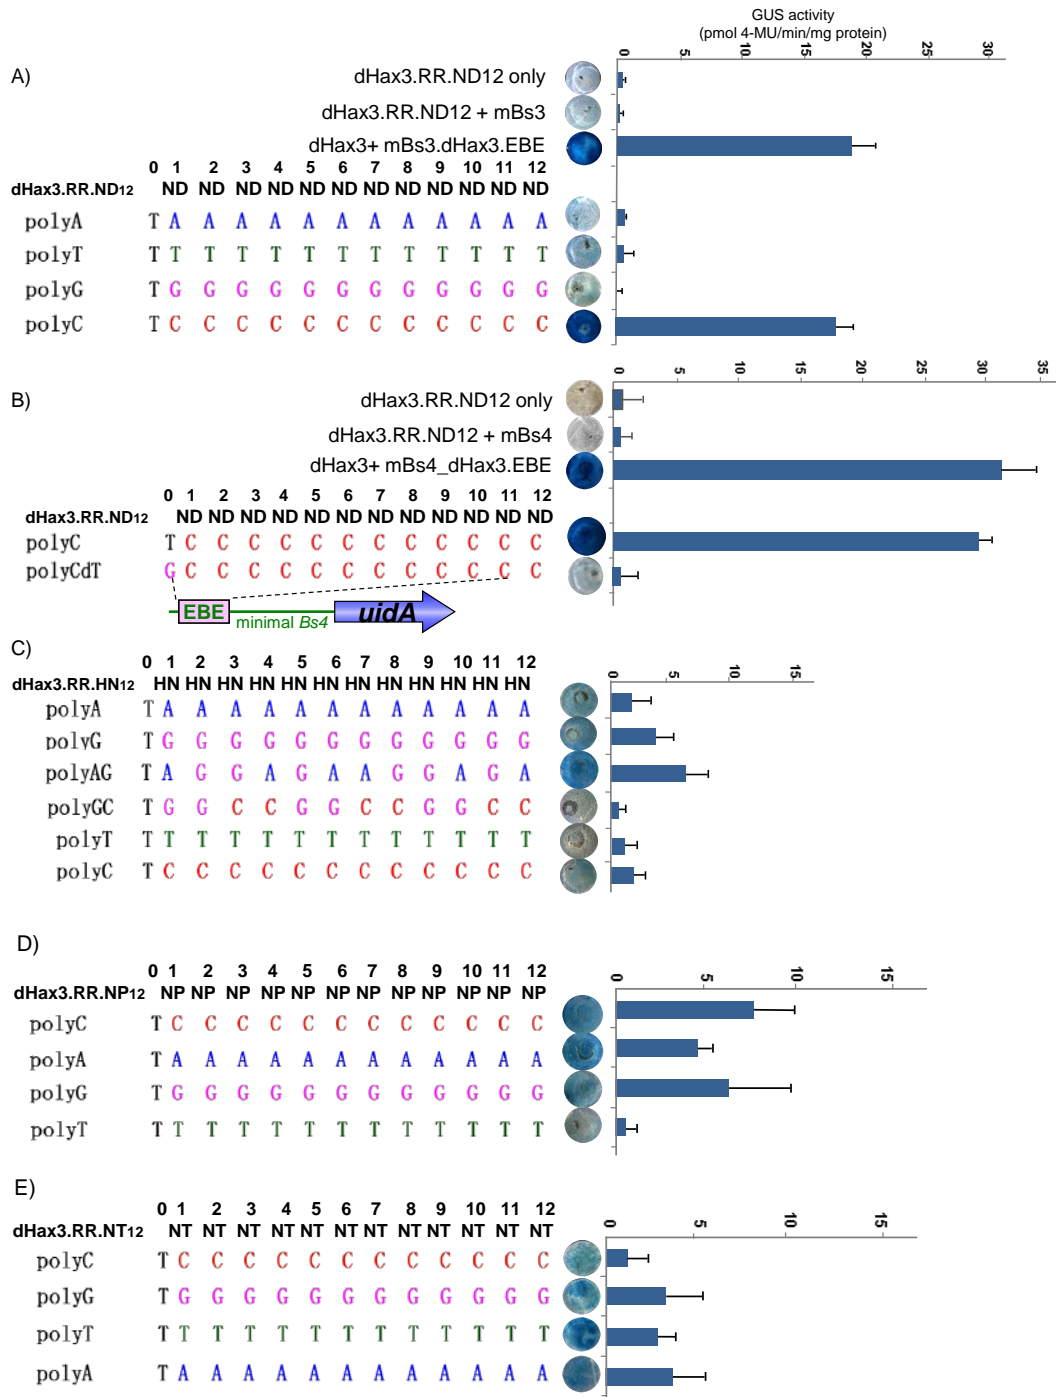 GUS activity
(pmol 4-MU/min/mg protein)
0 5 10 15 20 25 30
A)
dHax3.RR.ND12 only
dHax3.RR.ND12 + mBs3
dHax3+ mBs3.dHax3.EBE
0 1 2 3 4 5 6 7 8 9 10 11 12
dHax3.RR.ND12 ND ND ND ND ND ND ND ND ND ND ND ND
polyA T A A A A A A A A A A A A
polyT T T T T T T T T T T T T T
polyG T G G G G G G G G G G G G
polyC T C C C C C C C C C C C C
0 5 10 15 20 25 30 35
B)
dHax3.RR.ND12 only
dHax3.RR.ND12 + mBs4
dHax3+ mBs4_dHax3.EBE
0 1 2 3 4 5 6 7 8 9 10 11 12
dHax3.RR.ND12 ND ND ND ND ND ND ND ND ND ND ND ND
polyC T C C C C C C C C C C C C
polyCdT G C C C C C C C C C C C C
EBE minimal Bs4 uidA
C)
0 5 10 15
0 1 2 3 4 5 6 7 8 9 10 11 12
dHax3.RR.HN12 HN HN HN HN HN HN HN HN HN HN HN HN
polyA T A A A A A A A A A A A A
polyG T G G G G G G G G G G G G
polyAG T A G G A G A A G G A G A
polyGC T G G C C G G C C G G C C
polyT T T T T T T T T T T T T T
polyC T C C C C C C C C C C C C
D)
0 5 10 15
0 1 2 3 4 5 6 7 8 9 10 11 12
dHax3.RR.NP12 NP NP NP NP NP NP NP NP NP NP NP NP
polyC T C C C C C C C C C C C C
polyA T A A A A A A A A A A A A
polyG T G G G G G G G G G G G G
polyT T T T T T T T T T T T T T
E)
0 5 10 15
0 1 2 3 4 5 6 7 8 9 10 11 12
dHax3.RR.NT12 NT NT NT NT NT NT NT NT NT NT NT NT
polyC T C C C C C C C C C C C C
polyG T G G G G G G G G G G G G
polyT T T T T T T T T T T T T T
polyA T A A A A A A A A A A A A